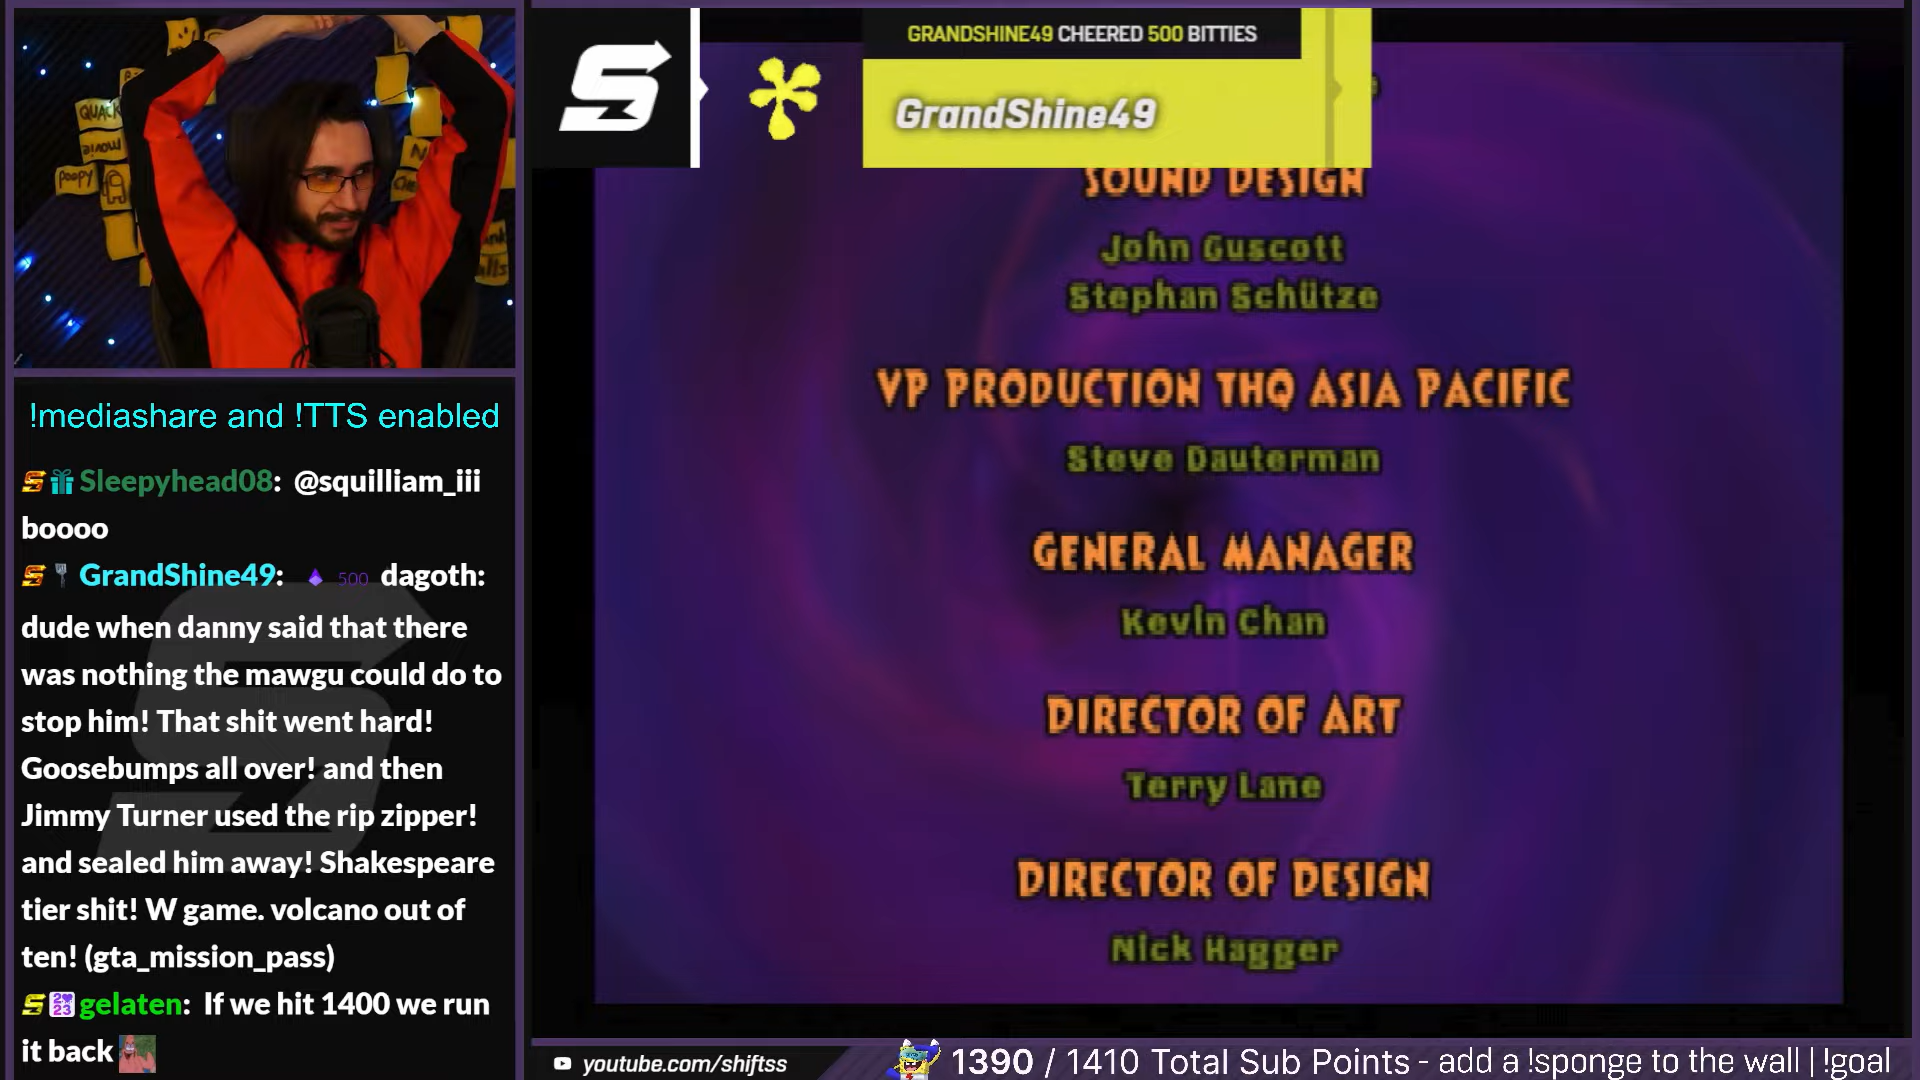 QUACK
movie
poopy
GRANDSHINE49 CHEERED 500 BITTIES
GrandShine49
SOUND DESIGN
John Guscott
Stephan Schütze
VP PRODUCTION THQ ASIA PACIFIC
Steve Dauterman
GENERAL MANAGER
Kevin Chan
DIRECTOR OF ART
Terry Lane
DIRECTOR OF DESIGN
Nick Hagger
!mediashare and !TTS enabled
Sleepyhead08: @squilliam_iii
boooo
GrandShine49: 500 dagoth:
dude when danny said that there
was nothing the mawgu could do to
stop him! That shit went hard!
Goosebumps all over! and then
Jimmy Turner used the rip zipper!
and sealed him away! Shakespeare
tier shit! W game. volcano out of
ten! (gta_mission_pass)
gelaten: If we hit 1400 we run
it back
youtube.com/shiftss
1390 / 1410 Total Sub Points - add a !sponge to the wall | !goal